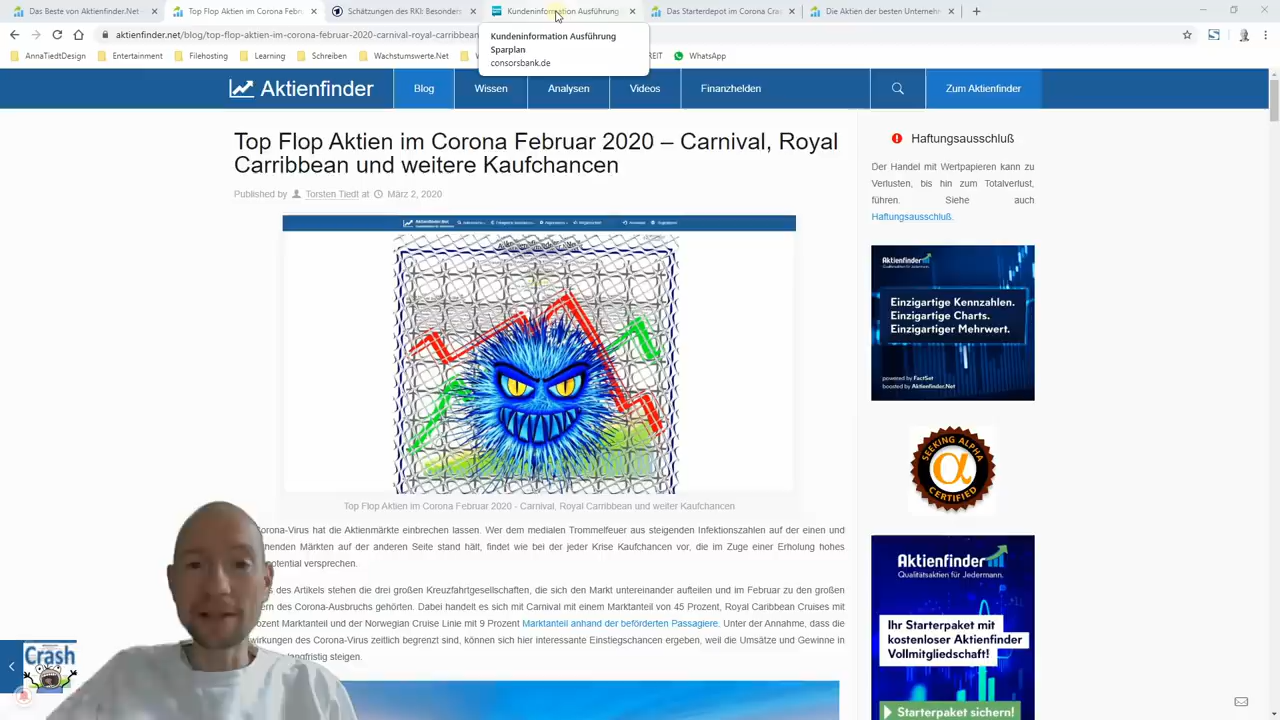 Das Beste von Aktienfinder.Net -
Top Flop Aktien im Corona Febru
Schätzungen des RKI: Besonders
Kundeninformation Ausführung
Das Starterdepot im Corona Cras
Die Aktien der besten Unterneh
aktienfinder.net/blog/top-flop-aktien-im-corona-februar-2020-carnival-royal-carribbean
Kundeninformation Ausführung
Sparplan
consorsbank.de
AnnaTiedtDesign
Entertainment
Filehosting
Learning
Schreiben
Wachstumswerte.Net
REIT
WhatsApp
Aktienfinder
Blog
Wissen
Analysen
Videos
Finanzhelden
Zum Aktienfinder
Top Flop Aktien im Corona Februar 2020 – Carnival, Royal
Carribbean und weitere Kaufchancen
Published by Torsten Tiedt at März 2, 2020
Top Flop Aktien im Corona Februar 2020 - Carnival, Royal Carribbean und weiter Kaufchancen
Corona-Virus hat die Aktienmärkte einbrechen lassen. Wer dem medialen Trommelfeuer aus steigenden Infektionszahlen auf der einen und
henden Märkten auf der anderen Seite stand hält, findet wie bei der jeder Krise Kaufchancen vor, die im Zuge einer Erholung hohes
potential versprechen.
s des Artikels stehen die drei großen Kreuzfahrtgesellschaften, die sich den Markt untereinander aufteilen und im Februar zu den großen
ern des Corona-Ausbruchs gehörten. Dabei handelt es sich mit Carnival mit einem Marktanteil von 45 Prozent, Royal Caribbean Cruises mit
ozent Marktanteil und der Norwegian Cruise Linie mit 9 Prozent Marktanteil anhand der beförderten Passagiere. Unter der Annahme, dass die
wirkungen des Corona-Virus zeitlich begrenzt sind, können sich hier interessante Einstiegschancen ergeben, weil die Umsätze und Gewinne in
langfristig steigen.
Crash
Haftungsausschluß
Der Handel mit Wertpapieren kann zu
Verlusten, bis hin zum Totalverlust,
führen. Siehe auch
Haftungsausschluß.
Aktienfinder
Qualitätsaktien für Jedermann.
Einzigartige Kennzahlen.
Einzigartige Charts.
Einzigartiger Mehrwert.
powered by FactSet
boosted by Aktienfinder.Net
SEEKING ALPHA
α
CERTIFIED
Aktienfinder
Qualitätsaktien für Jedermann.
Ihr Starterpaket mit
kostenloser Aktienfinder
Vollmitgliedschaft!
Starterpaket sichern!